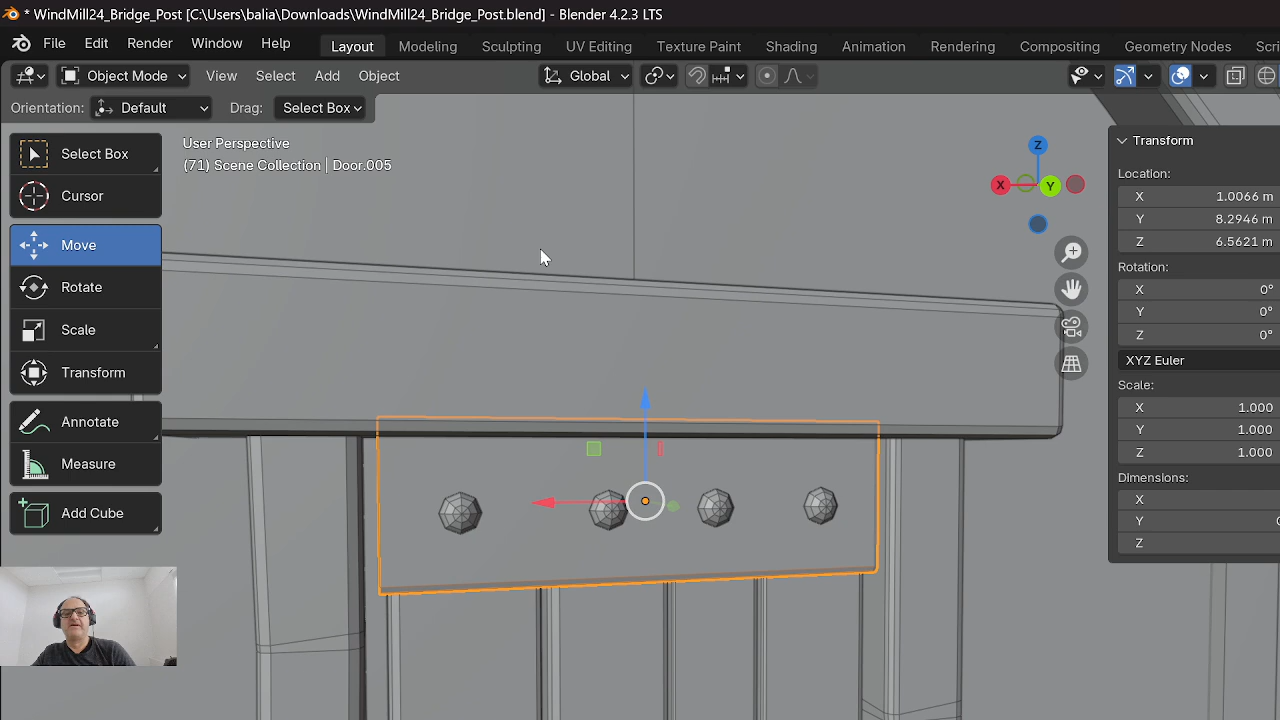 * WindMill24_Bridge_Post [C:\Users\balia\Downloads\WindMill24_Bridge_Post.blend] - Blender 4.2.3 LTS
File Edit Render Window Help Layout Modeling Sculpting UV Editing Texture Paint Shading Animation Rendering Compositing Geometry Nodes Scri
Object Mode View Select Add Object Global
Orientation: Default Drag: Select Box
User Perspective
(71) Scene Collection | Door.005
Select Box
Cursor
Move
Rotate
Scale
Transform
Annotate
Measure
Add Cube
Z
X
Y
Transform
Location:
X 1.0066 m
Y 8.2946 m
Z 6.5621 m
Rotation:
X 0°
Y 0°
Z 0°
XYZ Euler
Scale:
X 1.000
Y 1.000
Z 1.000
Dimensions:
X
Y
Z